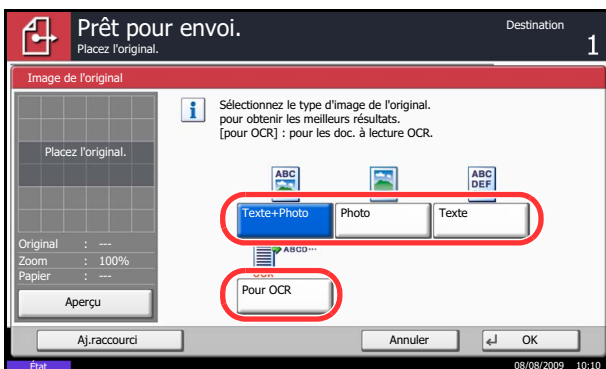 Prêt pour envoi.
Placez l'original.
Destination
1
Image de l'original
Placez l'original.
Sélectionnez le type d'image de l'original.
pour obtenir les meilleurs résultats.
[pour OCR] : pour les doc. à lecture OCR.
ABC
ABC
DEF
Texte+Photo
Photo
Texte
ABCD...
OCR
Pour OCR
Original : ---
Zoom : 100%
Papier : ---
Aperçu
Aj.raccourci
Annuler
OK
État
08/08/2009 10:10